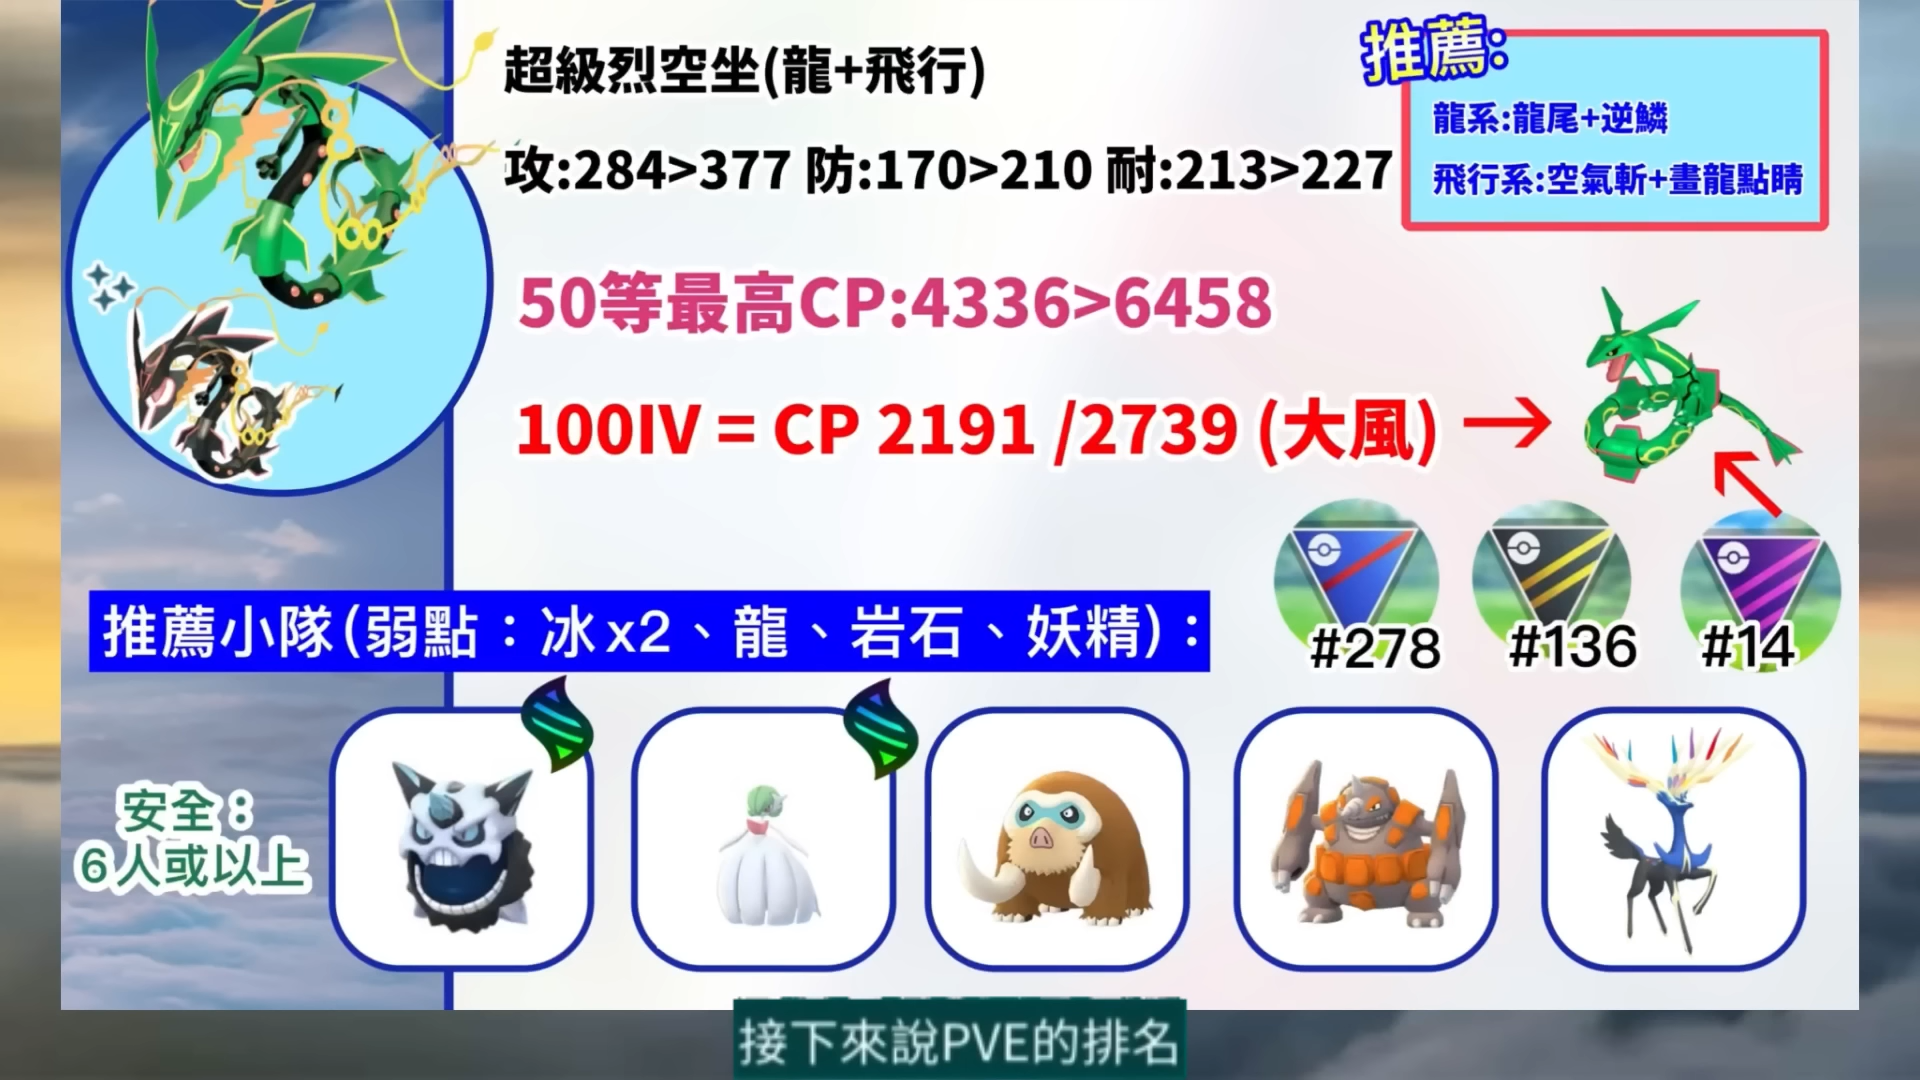 超級烈空坐(龍+飛行)
攻:284>377 防:170>210 耐:213>227
推薦:
龍系:龍尾+逆鱗
飛行系:空氣斬+畫龍點睛
50等最高CP:4336>6458
100IV = CP 2191 /2739 (大風)
#278
#136
#14
推薦小隊(弱點：冰x2、龍、岩石、妖精)：
安全：
6人或以上
接下來說PVE的排名